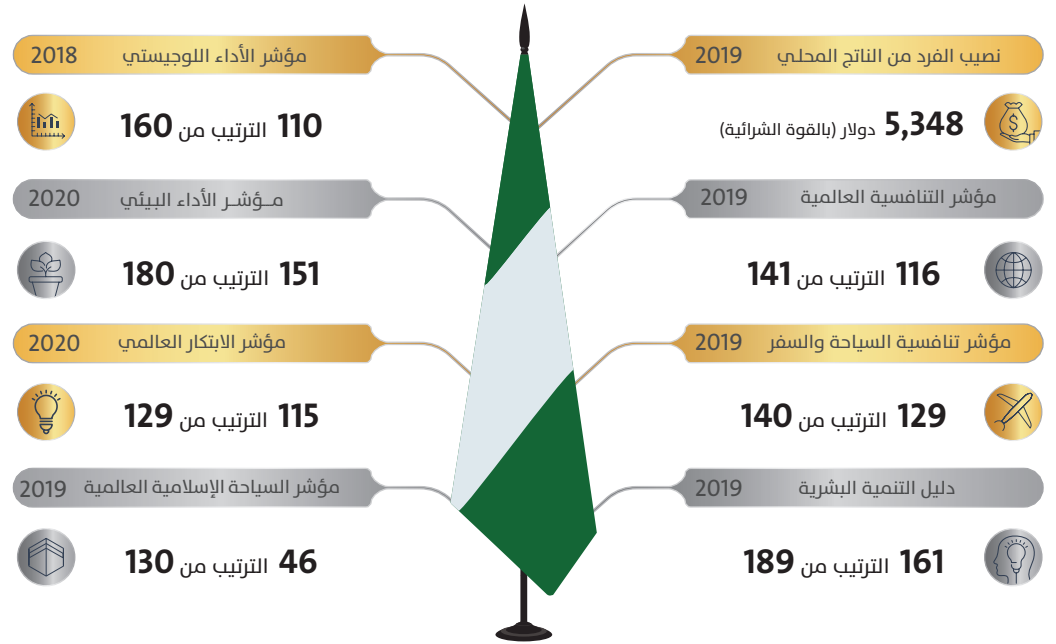 نصيب الفرد من الناتج المحلي 2019
5,348 دولار (بالقوة الشرائية)
مؤشر التنافسية العالمية 2019
116 الترتيب من 141
مؤشر تنافسية السياحة والسفر 2019
129 الترتيب من 140
دليل التنمية البشرية 2019
161 الترتيب من 189
مؤشر الأداء اللوجيستي 2018
110 الترتيب من 160
مــؤشــر الأداء البيئي 2020
151 الترتيب من 180
مؤشر الابتكار العالمي 2020
115 الترتيب من 129
مؤشر السياحة الإسلامية العالمية 2019
46 الترتيب من 130